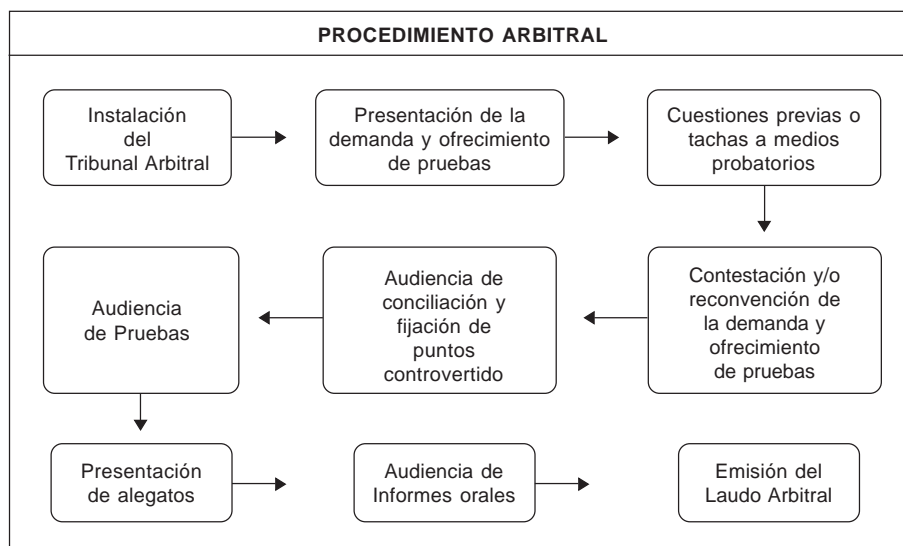 PROCEDIMIENTO ARBITRAL
Instalación
del
Tribunal Arbitral
Presentación de la
demanda y ofrecimiento
de pruebas
Cuestiones previas o
tachas a medios
probatorios
Contestación y/o
reconvención de
la demanda y
ofrecimiento
de pruebas
Audiencia de
conciliación y
fijación de
puntos
controvertido
Audiencia
de Pruebas
Presentación
de alegatos
Audiencia de
Informes orales
Emisión del
Laudo Arbitral